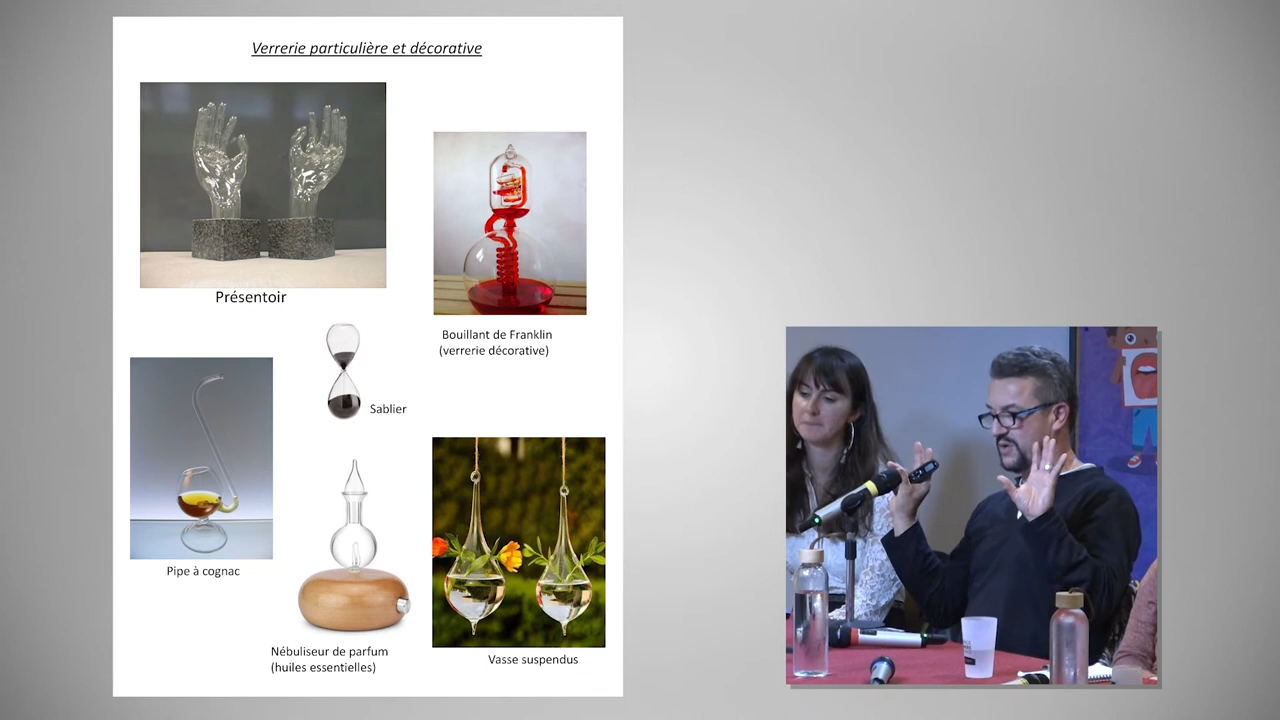 Verrerie particulière et décorative
Présentoir
Bouillant de Franklin
(verrerie décorative)
Sablier
Pipe à cognac
Nébuliseur de parfum
(huiles essentielles)
Vasse suspendus